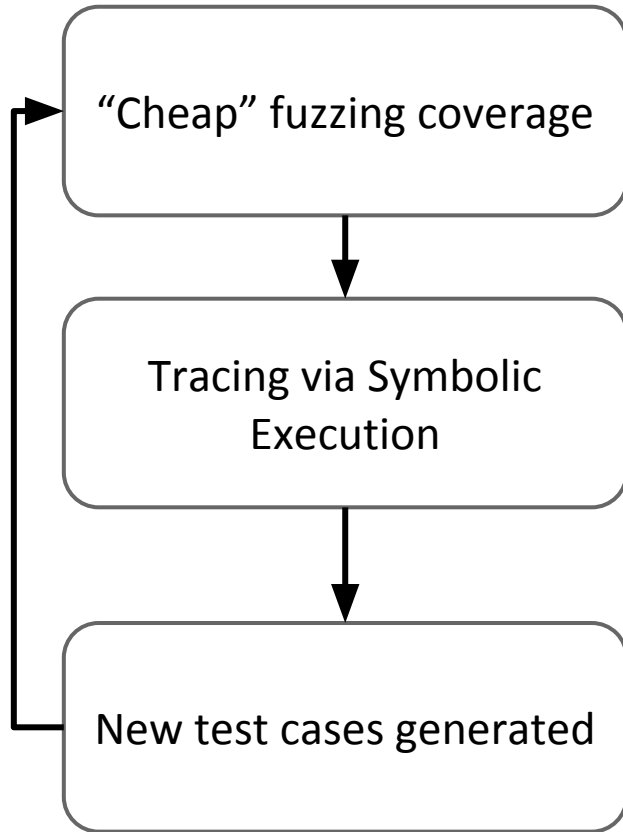 “Cheap” fuzzing coverage
Tracing via Symbolic
Execution
New test cases generated